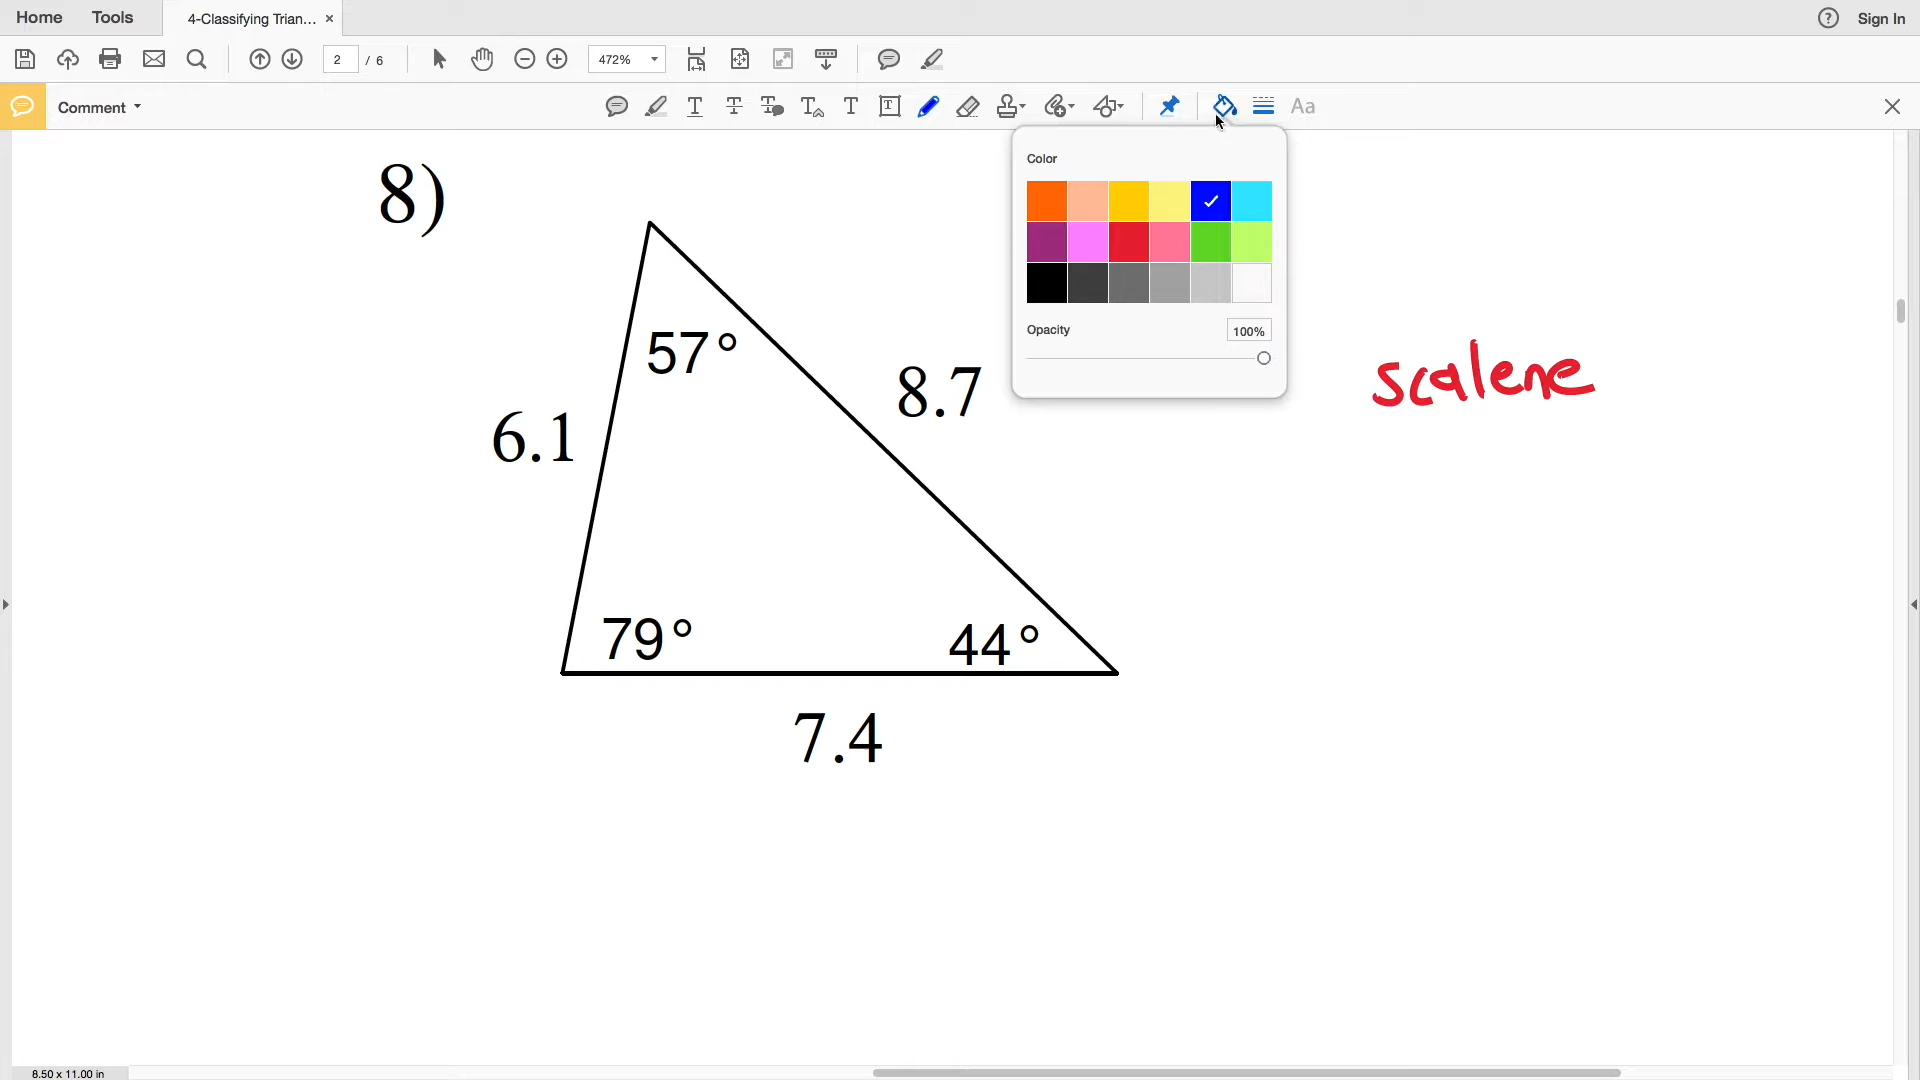 Home Tools 4-Classifying Trian... × Sign In
2 / 6 472%
Comment
Aa
Color
Opacity 100%
8)
57°
8.7
6.1
scalene
79° 44°
7.4
8.50 x 11.00 in